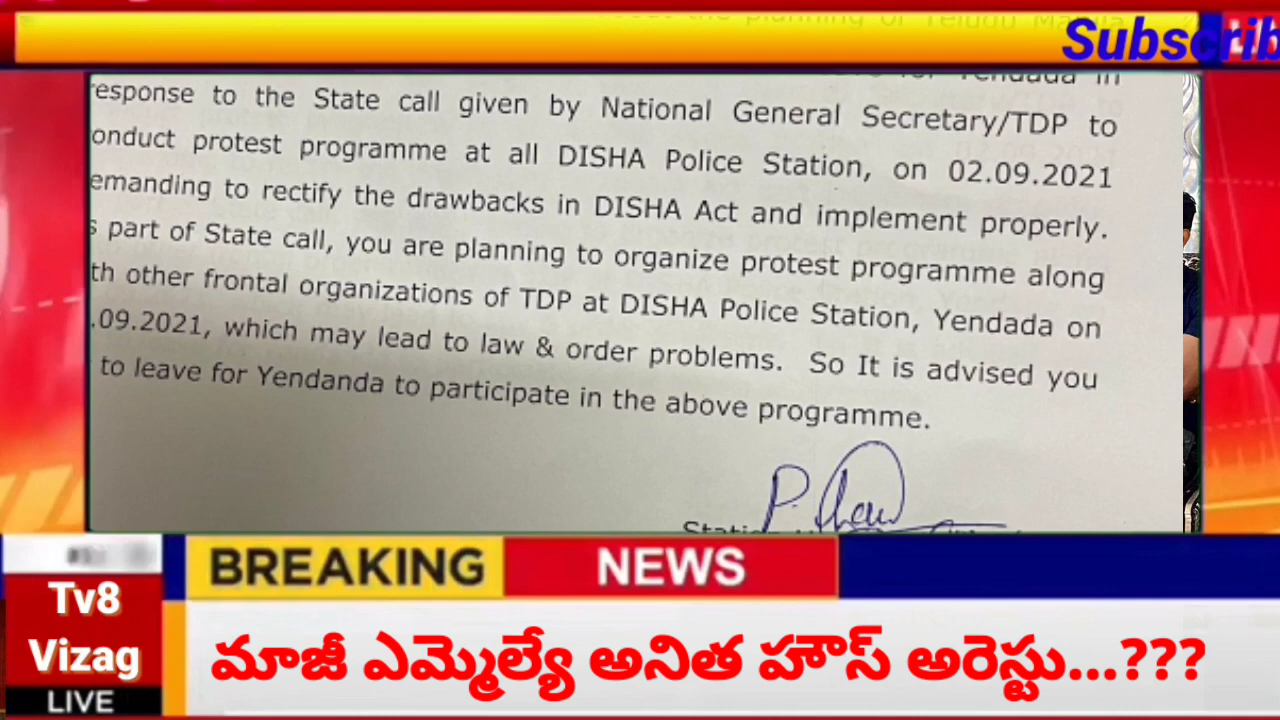 Subscrib
response to the State call given by National General Secretary/TDP to
onduct protest programme at all DISHA Police Station, on 02.09.2021
emanding to rectify the drawbacks in DISHA Act and implement properly.
s part of State call, you are planning to organize protest programme along
th other frontal organizations of TDP at DISHA Police Station, Yendada on
.09.2021, which may lead to law & order problems. So It is advised you
to leave for Yendanda to participate in the above programme.
BREAKING NEWS
Tv8
Vizag
LIVE
మాజీ ఎమ్మెల్యే అనిత హౌస్ అరెస్టు...???